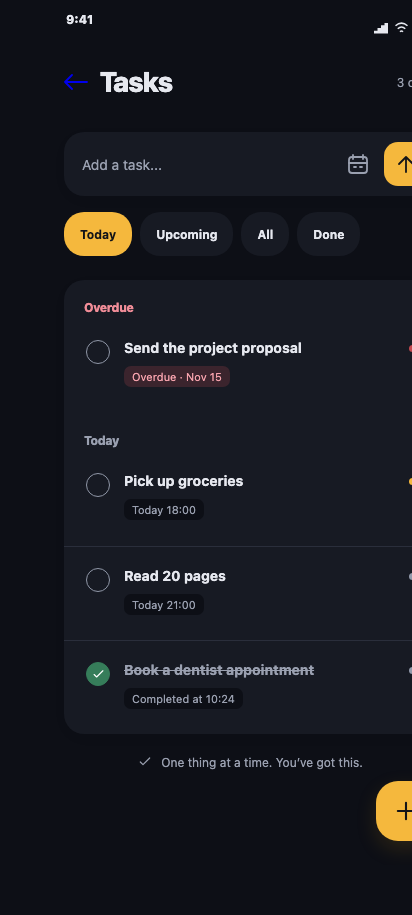 9:41
Tasks
3
Add a task...
Today
Upcoming
All
Done
Overdue
Send the project proposal
Overdue · Nov 15
Today
Pick up groceries
Today 18:00
Read 20 pages
Today 21:00
Book a dentist appointment
Completed at 10:24
One thing at a time. You’ve got this.